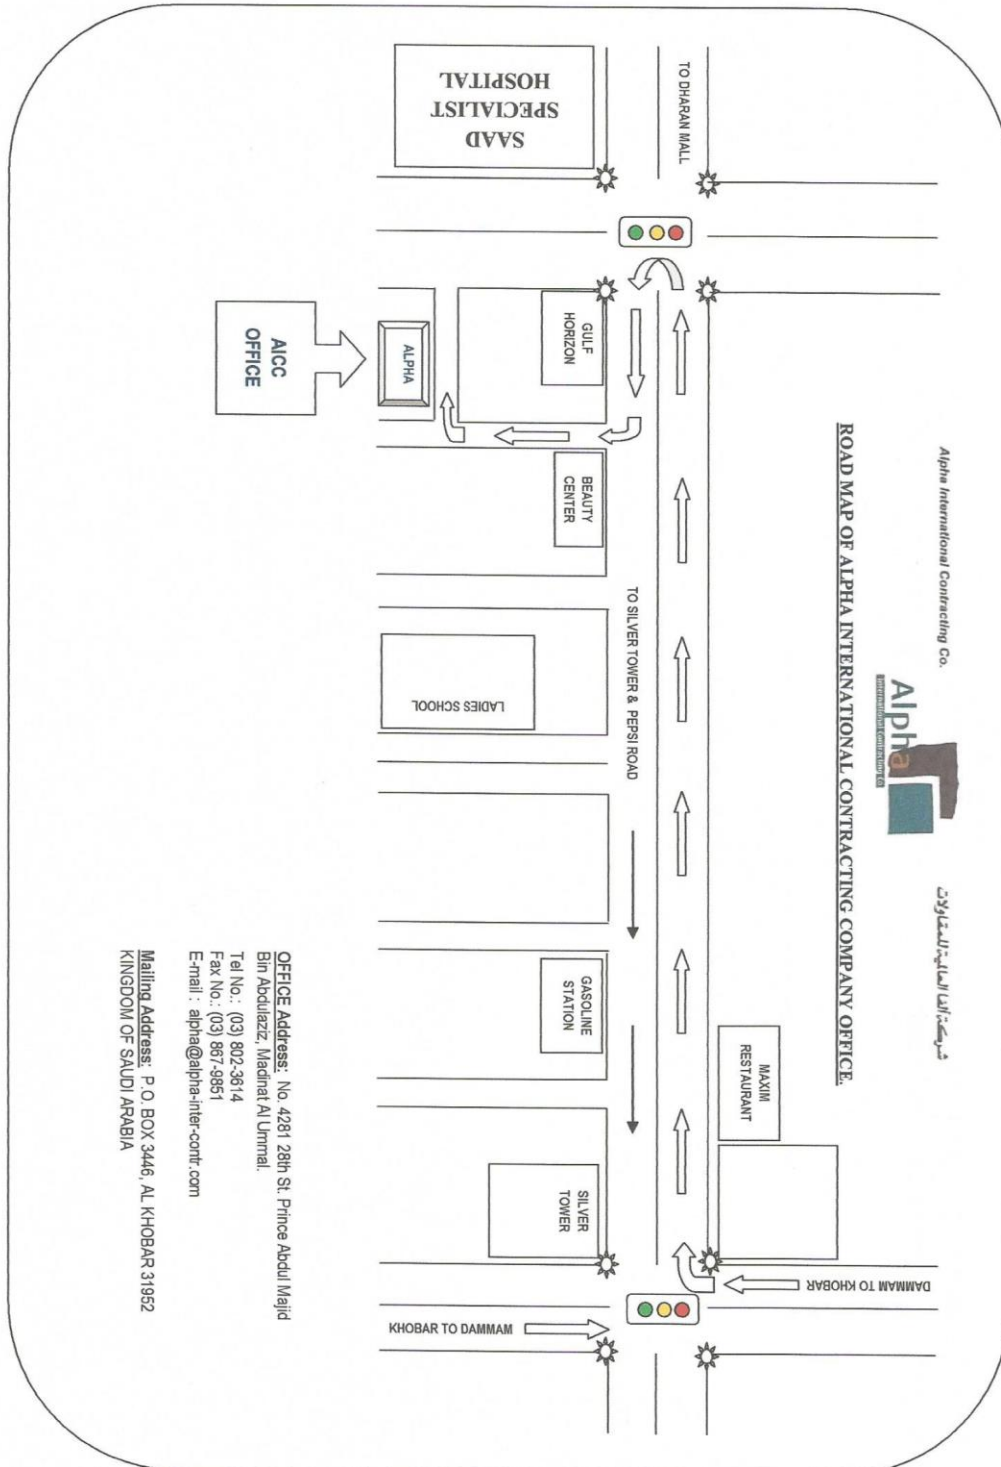 Alpha International Contracting Co.
Alpha
International Contracting Co.
شركة ألفا العالمية للمقاولات
ROAD MAP OF ALPHA INTERNATIONAL CONTRACTING COMPANY OFFICE.
TO DHARAN MALL
MAXIM
RESTAURANT
DAMMAM TO KHOBAR
TO SILVER TOWER & PEPSI ROAD
SAAD
SPECIALIST
HOSPITAL
GULF
HORIZON
BEAUTY
CENTER
LADIES SCHOOL
GASOLINE
STATION
SILVER
TOWER
KHOBAR TO DAMMAM
ALPHA
AICC
OFFICE
OFFICE Address: No. 4281 28th St. Prince Abdul Majid
Bin Abdulaziz, Madinat Al Ummal.
Tel No.: (03) 802-3614
Fax No.: (03) 867-9851
E-mail : alpha@alpha-inter-contr.com
Mailing Address: P.O. BOX 3446, AL KHOBAR 31952
KINGDOM OF SAUDI ARABIA